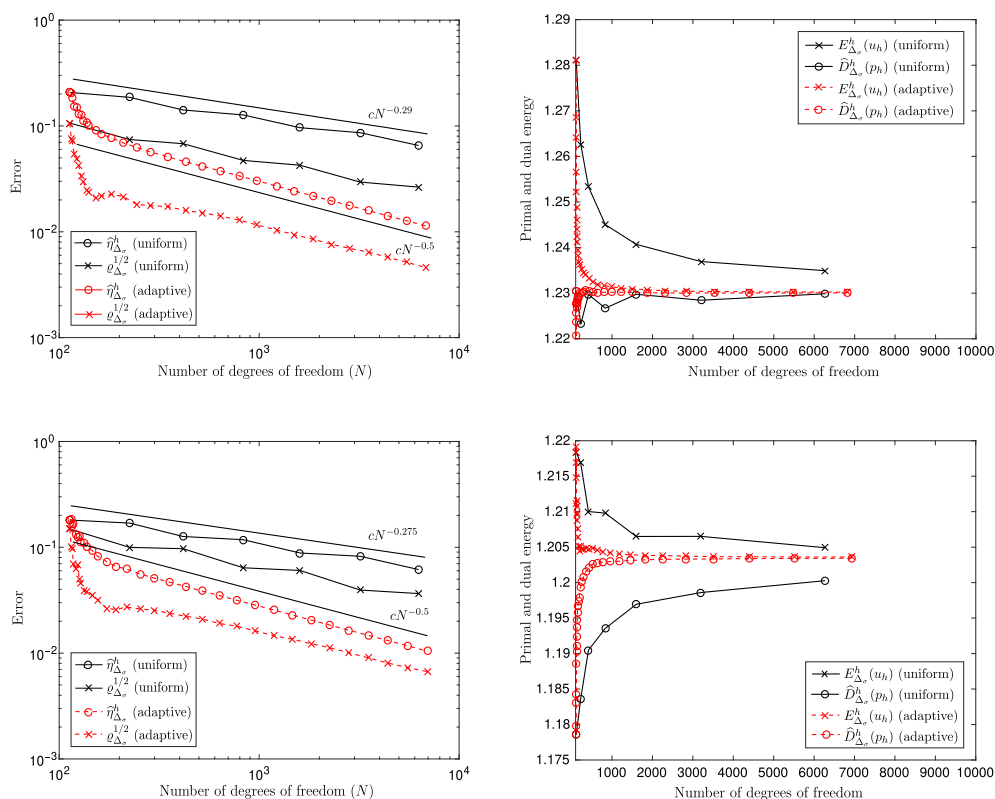 10^0
10^{-1}
10^{-2}
10^{-3}
Error
cN^{-0.29}
cN^{-0.5}
\widehat{η}^h_{Δ_σ} (uniform)
ϱ^{1/2}_{Δ_σ} (uniform)
\widehat{η}^h_{Δ_σ} (adaptive)
ϱ^{1/2}_{Δ_σ} (adaptive)
10^2 10^3 10^4
Number of degrees of freedom (N)
1.29
1.28
1.27
1.26
1.25
1.24
1.23
1.22
Primal and dual energy
E^h_{Δ_σ}(u_h) (uniform)
\widehat{D}^h_{Δ_σ}(p_h) (uniform)
E^h_{Δ_σ}(u_h) (adaptive)
\widehat{D}^h_{Δ_σ}(p_h) (adaptive)
1000 2000 3000 4000 5000 6000 7000 8000 9000 10000
Number of degrees of freedom
10^0
10^{-1}
10^{-2}
10^{-3}
Error
cN^{-0.275}
cN^{-0.5}
\widehat{η}^h_{Δ_σ} (uniform)
ϱ^{1/2}_{Δ_σ} (uniform)
\widehat{η}^h_{Δ_σ} (adaptive)
ϱ^{1/2}_{Δ_σ} (adaptive)
10^2 10^3 10^4
Number of degrees of freedom (N)
1.22
1.215
1.21
1.205
1.2
1.195
1.19
1.185
1.18
1.175
Primal and dual energy
E^h_{Δ_σ}(u_h) (uniform)
\widehat{D}^h_{Δ_σ}(p_h) (uniform)
E^h_{Δ_σ}(u_h) (adaptive)
\widehat{D}^h_{Δ_σ}(p_h) (adaptive)
1000 2000 3000 4000 5000 6000 7000 8000 9000 10000
Number of degrees of freedom